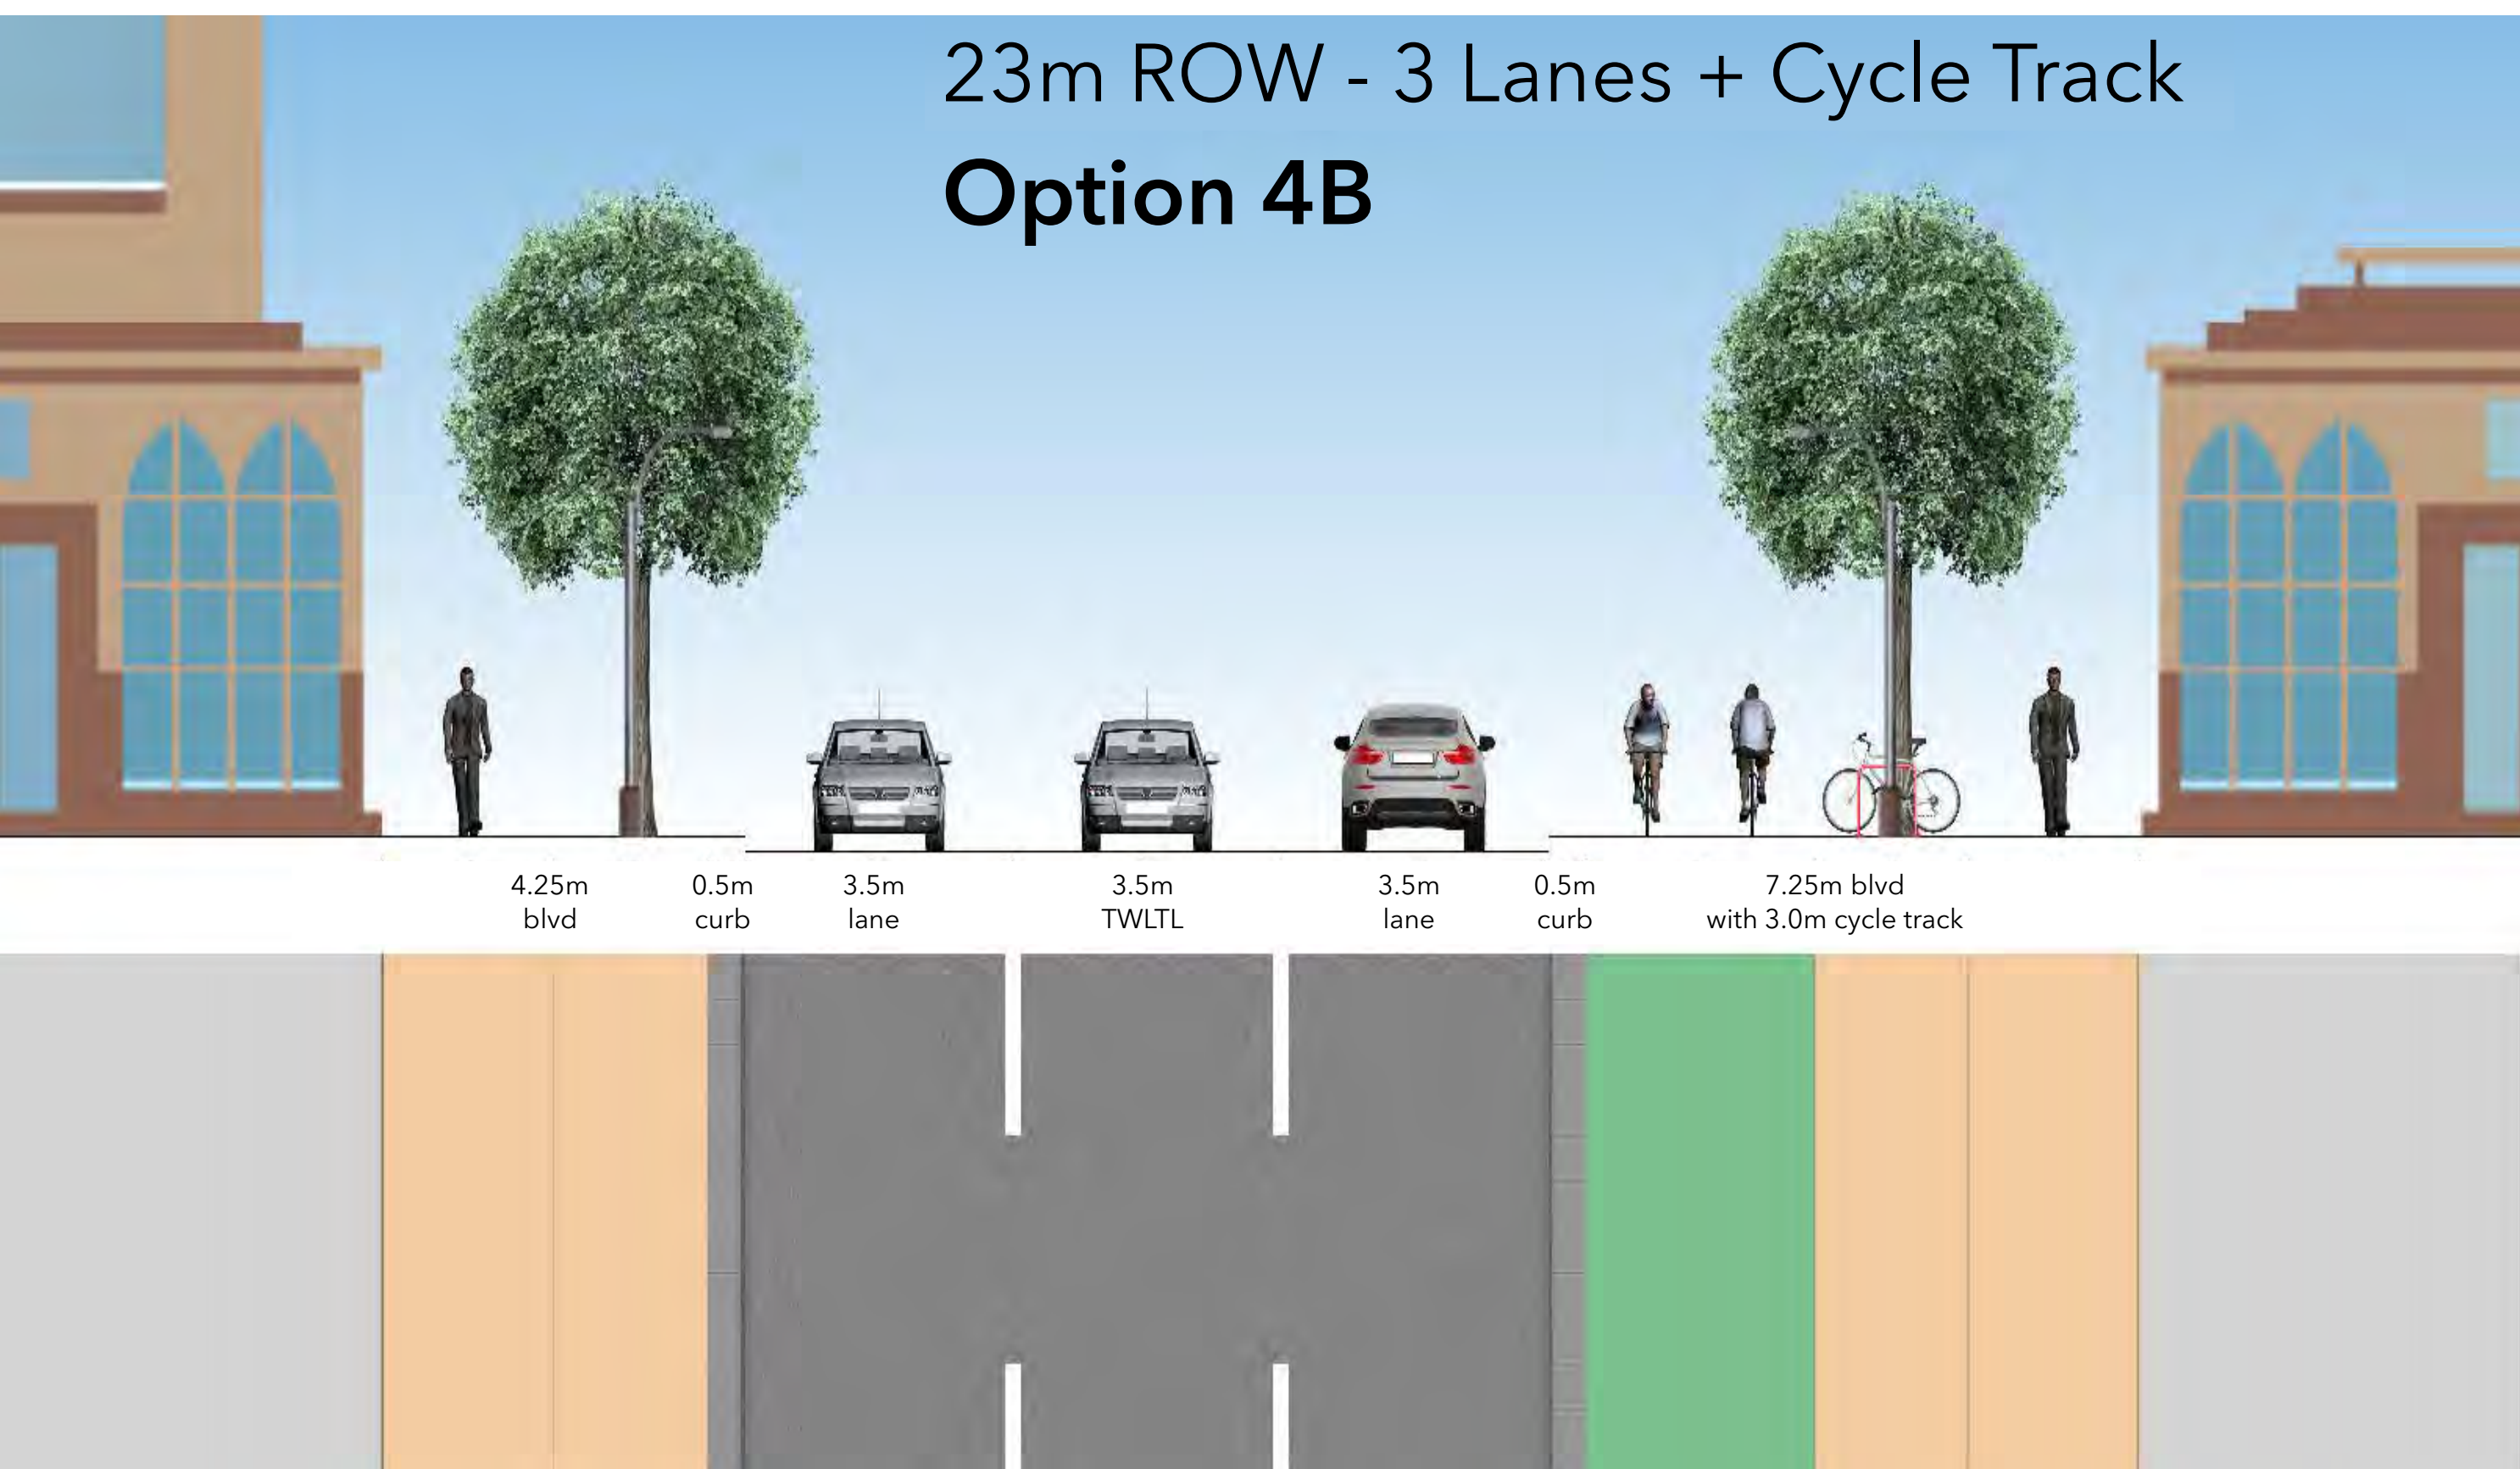 23m ROW - 3 Lanes + Cycle Track
Option 4B
4.25m
blvd
0.5m
curb
3.5m
lane
3.5m
TWLTL
3.5m
lane
0.5m
curb
7.25m blvd
with 3.0m cycle track